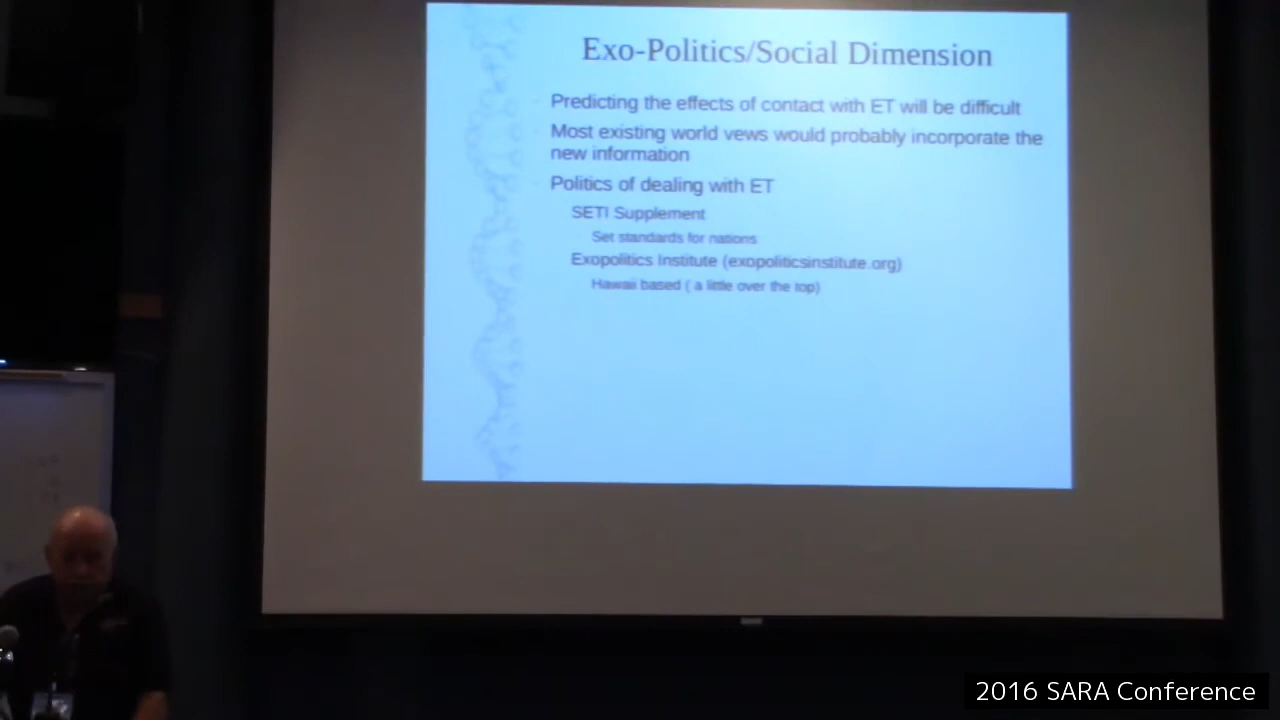 Exo-Politics/Social Dimension
Predicting the effects of contact with ET will be difficult
Most existing world vews would probably incorporate the
new information
Politics of dealing with ET
SETI Supplement
Set standards for nations
Exopolitics Institute (exopoliticsinstitute.org)
Hawaii based ( a little over the top)
2016 SARA Conference